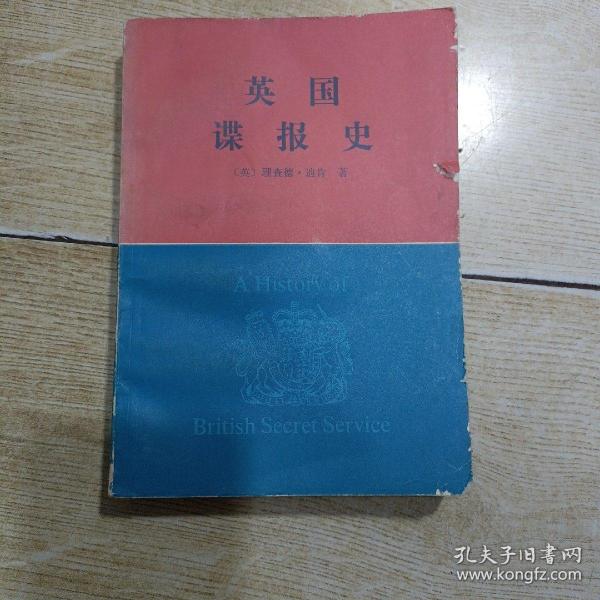 英国
谍报史
〔英〕理查德·迪肯 著
A History of
British Secret Service
孔夫子旧书网
www.kongfz.com